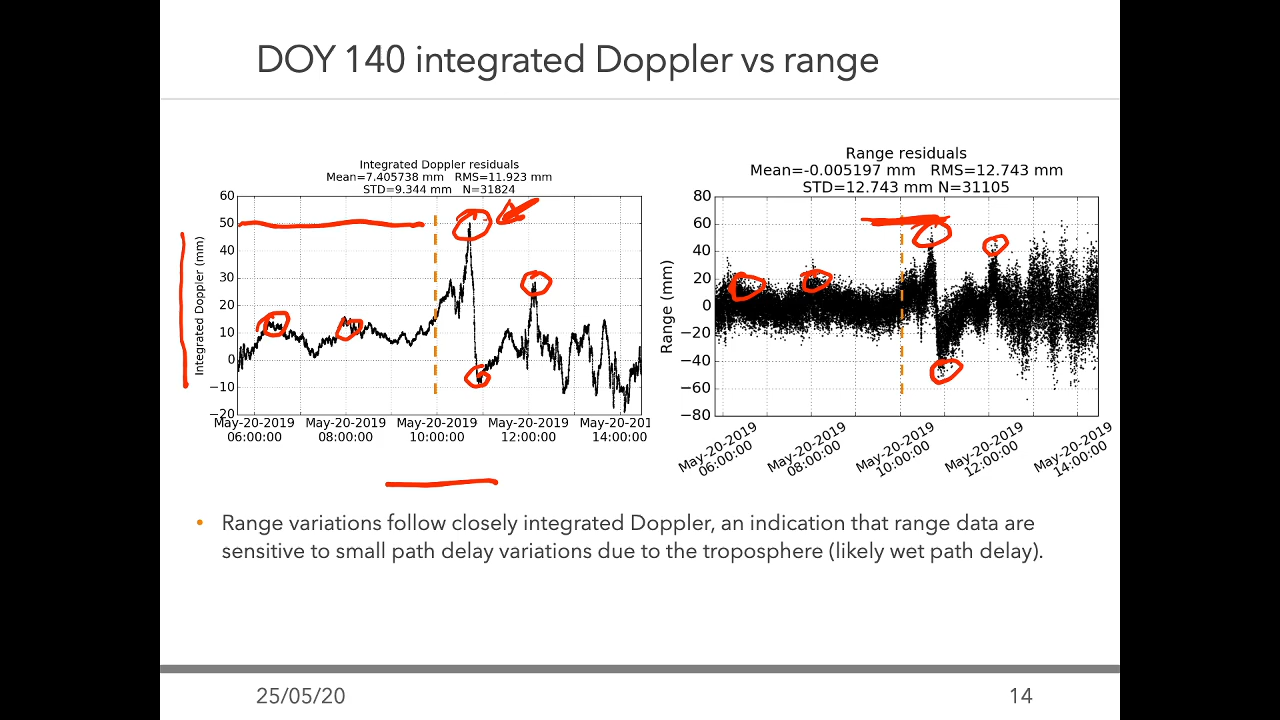 DOY 140 integrated Doppler vs range
Integrated Doppler residuals
Mean=7.405738 mm   RMS=11.923 mm
STD=9.344 mm   N=31824
60
50
40
30
20
10
0
−10
−20
Integrated Doppler (mm)
May-20-2019 May-20-2019 May-20-2019 May-20-2019 May-20-201
06:00:00 08:00:00 10:00:00 12:00:00 14:00:00
Range residuals
Mean=-0.005197 mm   RMS=12.743 mm
STD=12.743 mm N=31105
80
60
40
20
0
−20
−40
−60
−80
Range (mm)
May-20-2019 May-20-2019 May-20-2019 May-20-2019 May-20-2019
06:00:00 08:00:00 10:00:00 12:00:00 14:00:00
• Range variations follow closely integrated Doppler, an indication that range data are
sensitive to small path delay variations due to the troposphere (likely wet path delay).
25/05/20
14